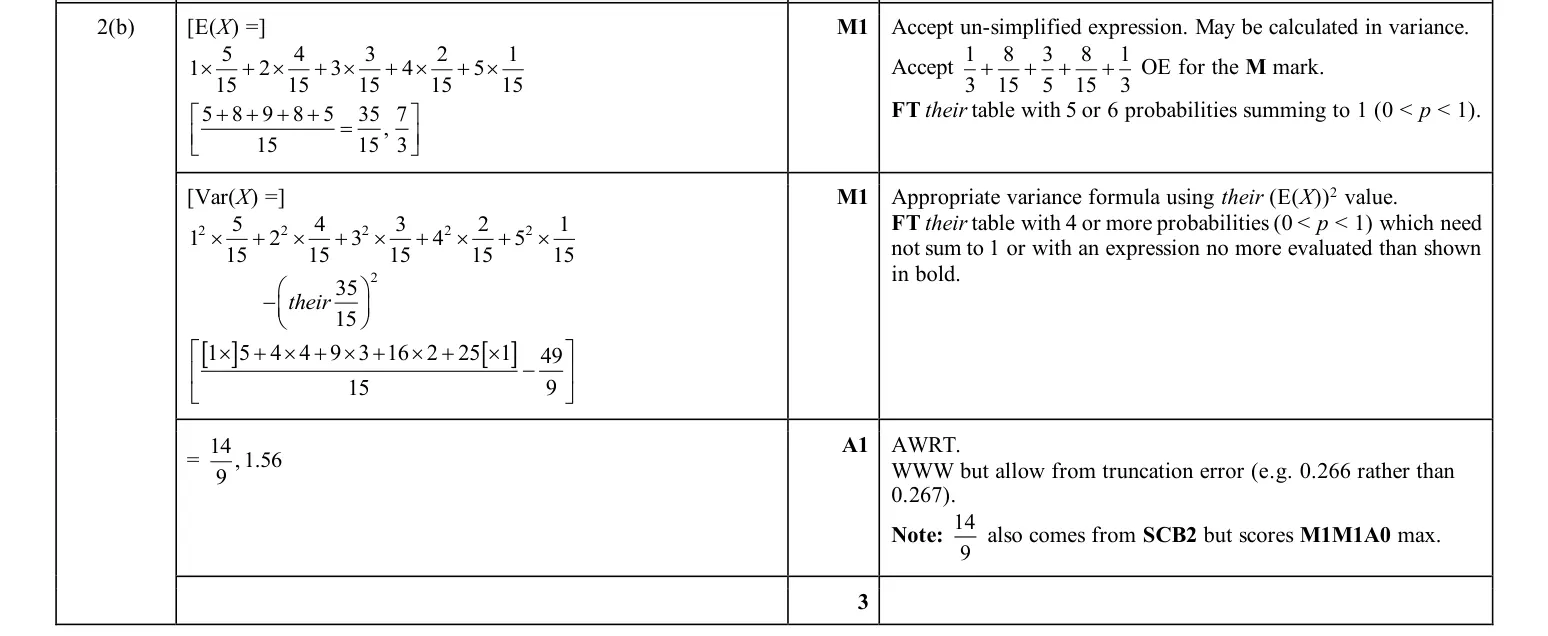 2(b)
[E(X) =]
1 × 5/15 + 2 × 4/15 + 3 × 3/15 + 4 × 2/15 + 5 × 1/15
[ (5 + 8 + 9 + 8 + 5)/15 = 35/15, 7/3 ]
M1
Accept un-simplified expression. May be calculated in variance.
Accept 1/3 + 8/15 + 3/5 + 8/15 + 1/3 OE for the M mark.
FT their table with 5 or 6 probabilities summing to 1 (0 < p < 1).
[Var(X) =]
1² × 5/15 + 2² × 4/15 + 3² × 3/15 + 4² × 2/15 + 5² × 1/15
− (their 35/15)²
[ ([1×]5 + 4 × 4 + 9 × 3 + 16 × 2 + 25[×1])/15 − 49/9 ]
M1
Appropriate variance formula using their (E(X))² value.
FT their table with 4 or more probabilities (0 < p < 1) which need
not sum to 1 or with an expression no more evaluated than shown
in bold.
= 14/9, 1.56
A1
AWRT.
WWW but allow from truncation error (e.g. 0.266 rather than
0.267).
Note: 14/9 also comes from SCB2 but scores M1M1A0 max.
3